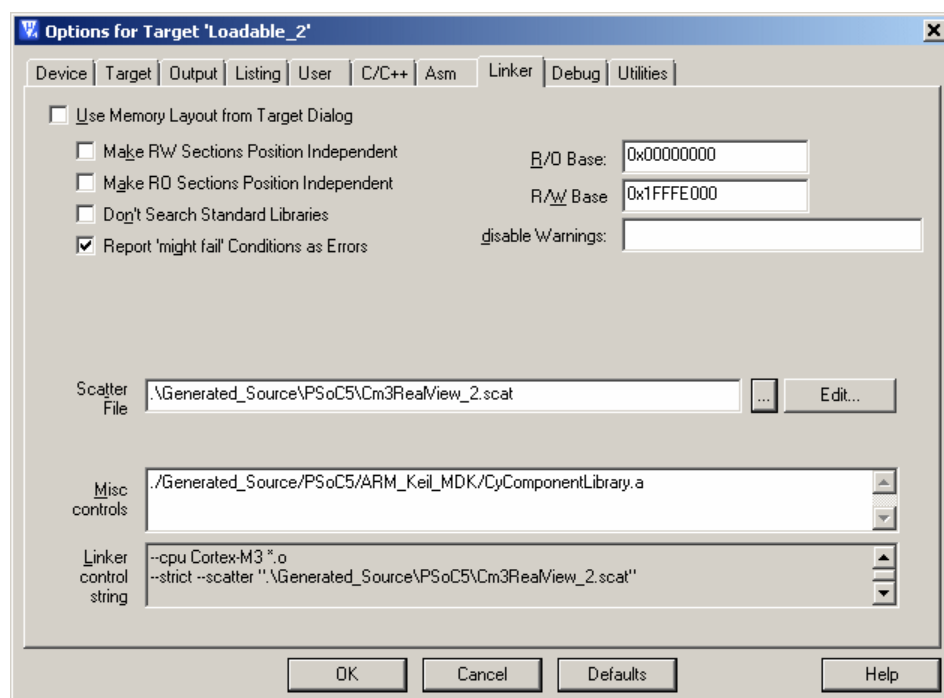 Options for Target 'Loadable_2'
Device Target Output Listing User C/C++ Asm Linker Debug Utilities
Use Memory Layout from Target Dialog
Make RW Sections Position Independent
R/O Base: 0x00000000
Make RO Sections Position Independent
R/W Base 0x1FFFE000
Don't Search Standard Libraries
Report 'might fail' Conditions as Errors
disable Warnings:
Scatter File
.\Generated_Source\PSoC5\Cm3RealView_2.scat
... Edit...
Misc controls
./Generated_Source/PSoC5/ARM_Keil_MDK/CyComponentLibrary.a
Linker control string
--cpu Cortex-M3 *.o
--strict --scatter ".\Generated_Source\PSoC5\Cm3RealView_2.scat"
OK Cancel Defaults Help